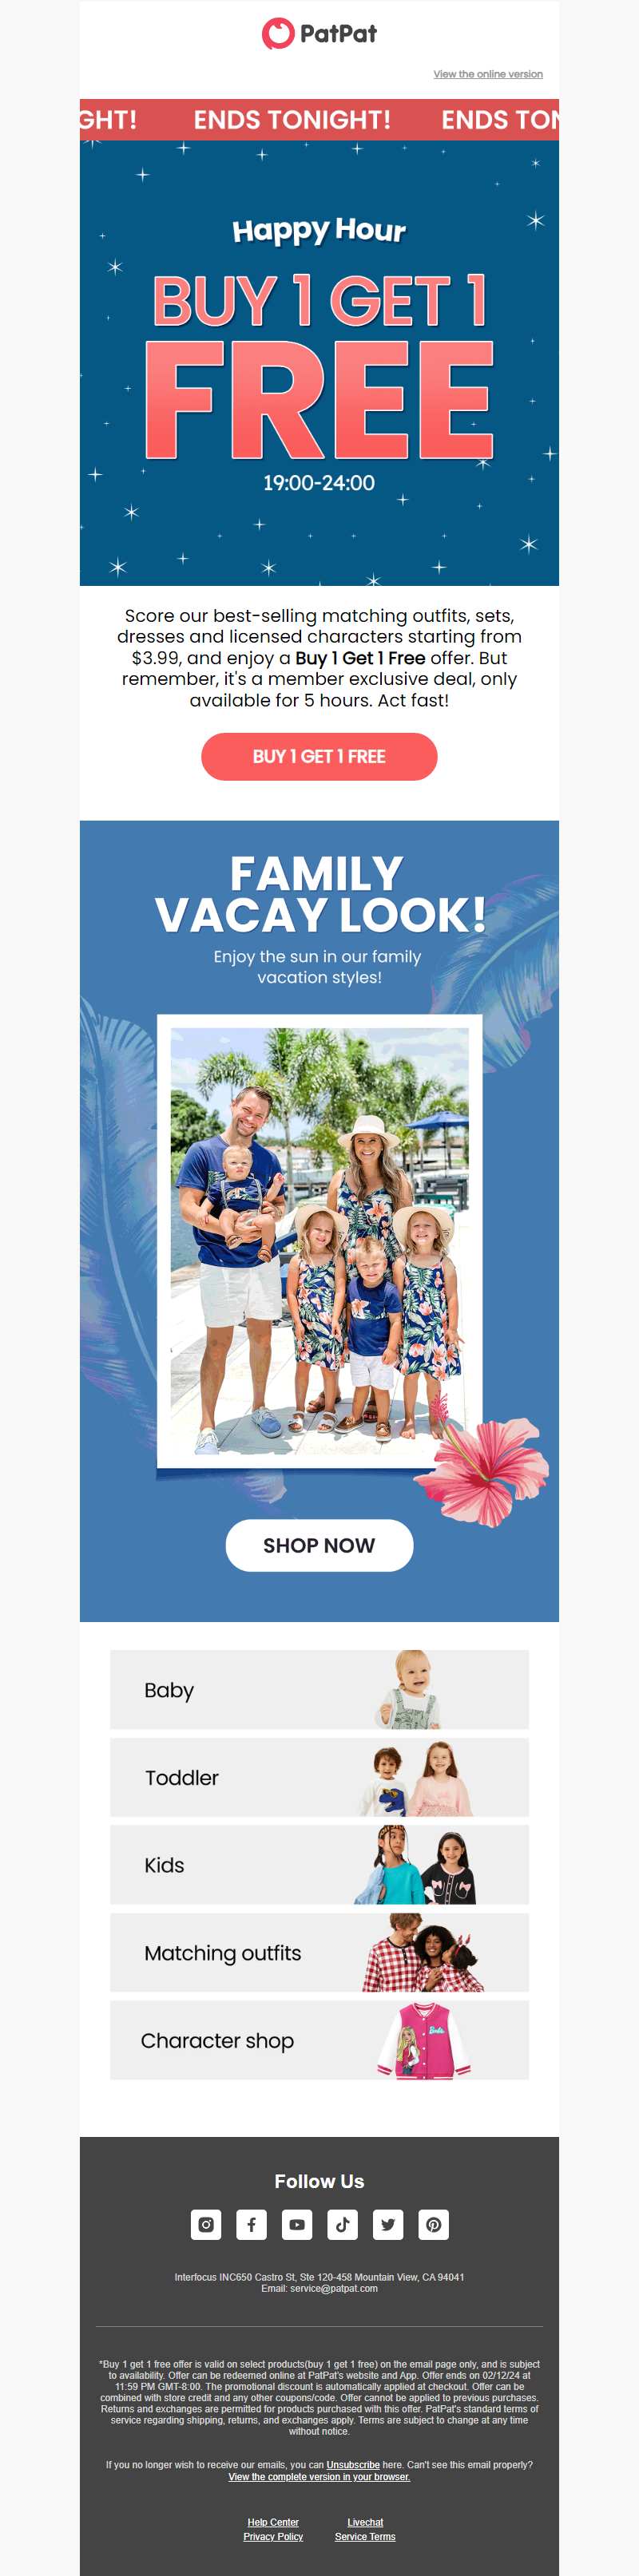 PatPat
View the online version
GHT! ENDS TONIGHT! ENDS TON
Happy Hour
BUY 1 GET 1
FREE
19:00-24:00
Score our best-selling matching outfits, sets,
dresses and licensed characters starting from
$3.99, and enjoy a Buy 1 Get 1 Free offer. But
remember, it's a member exclusive deal, only
available for 5 hours. Act fast!
BUY 1 GET 1 FREE
FAMILY
VACAY LOOK!
Enjoy the sun in our family
vacation styles!
SHOP NOW
Baby
Toddler
Kids
Matching outfits
Character shop
Barbie
Follow Us
Interfocus INC650 Castro St, Ste 120-458 Mountain View, CA 94041
Email: service@patpat.com
*Buy 1 get 1 free offer is valid on select products(buy 1 get 1 free) on the email page only, and is subject
to availability. Offer can be redeemed online at PatPat's website and App. Offer ends on 02/12/24 at
11:59 PM GMT-8:00. The promotional discount is automatically applied at checkout. Offer can be
combined with store credit and any other coupons/code. Offer cannot be applied to previous purchases.
Returns and exchanges are permitted for products purchased with this offer. PatPat's standard terms of
service regarding shipping, returns, and exchanges apply. Terms are subject to change at any time
without notice.
If you no longer wish to receive our emails, you can Unsubscribe here. Can't see this email properly?
View the complete version in your browser.
Help Center Livechat
Privacy Policy Service Terms